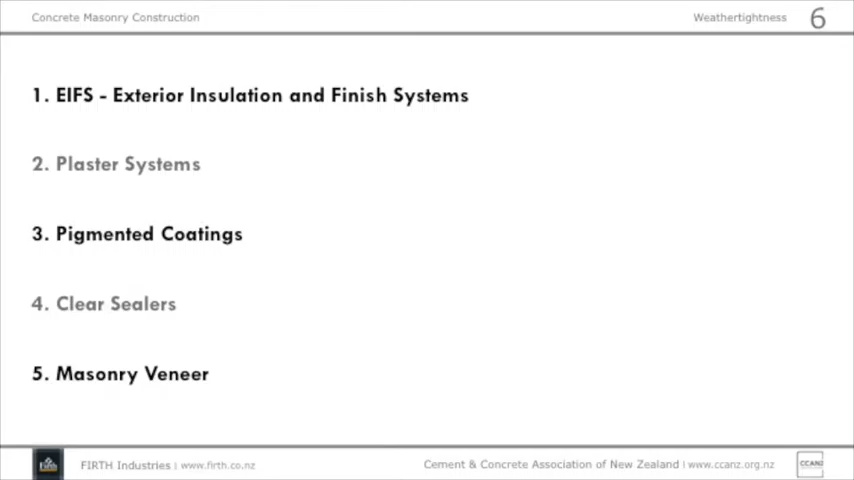 Concrete Masonry Construction
Weathertightness 6
1. EIFS - Exterior Insulation and Finish Systems
2. Plaster Systems
3. Pigmented Coatings
4. Clear Sealers
5. Masonry Veneer
Firth
FIRTH Industries | www.firth.co.nz
Cement & Concrete Association of New Zealand | www.ccanz.org.nz
CCANZ